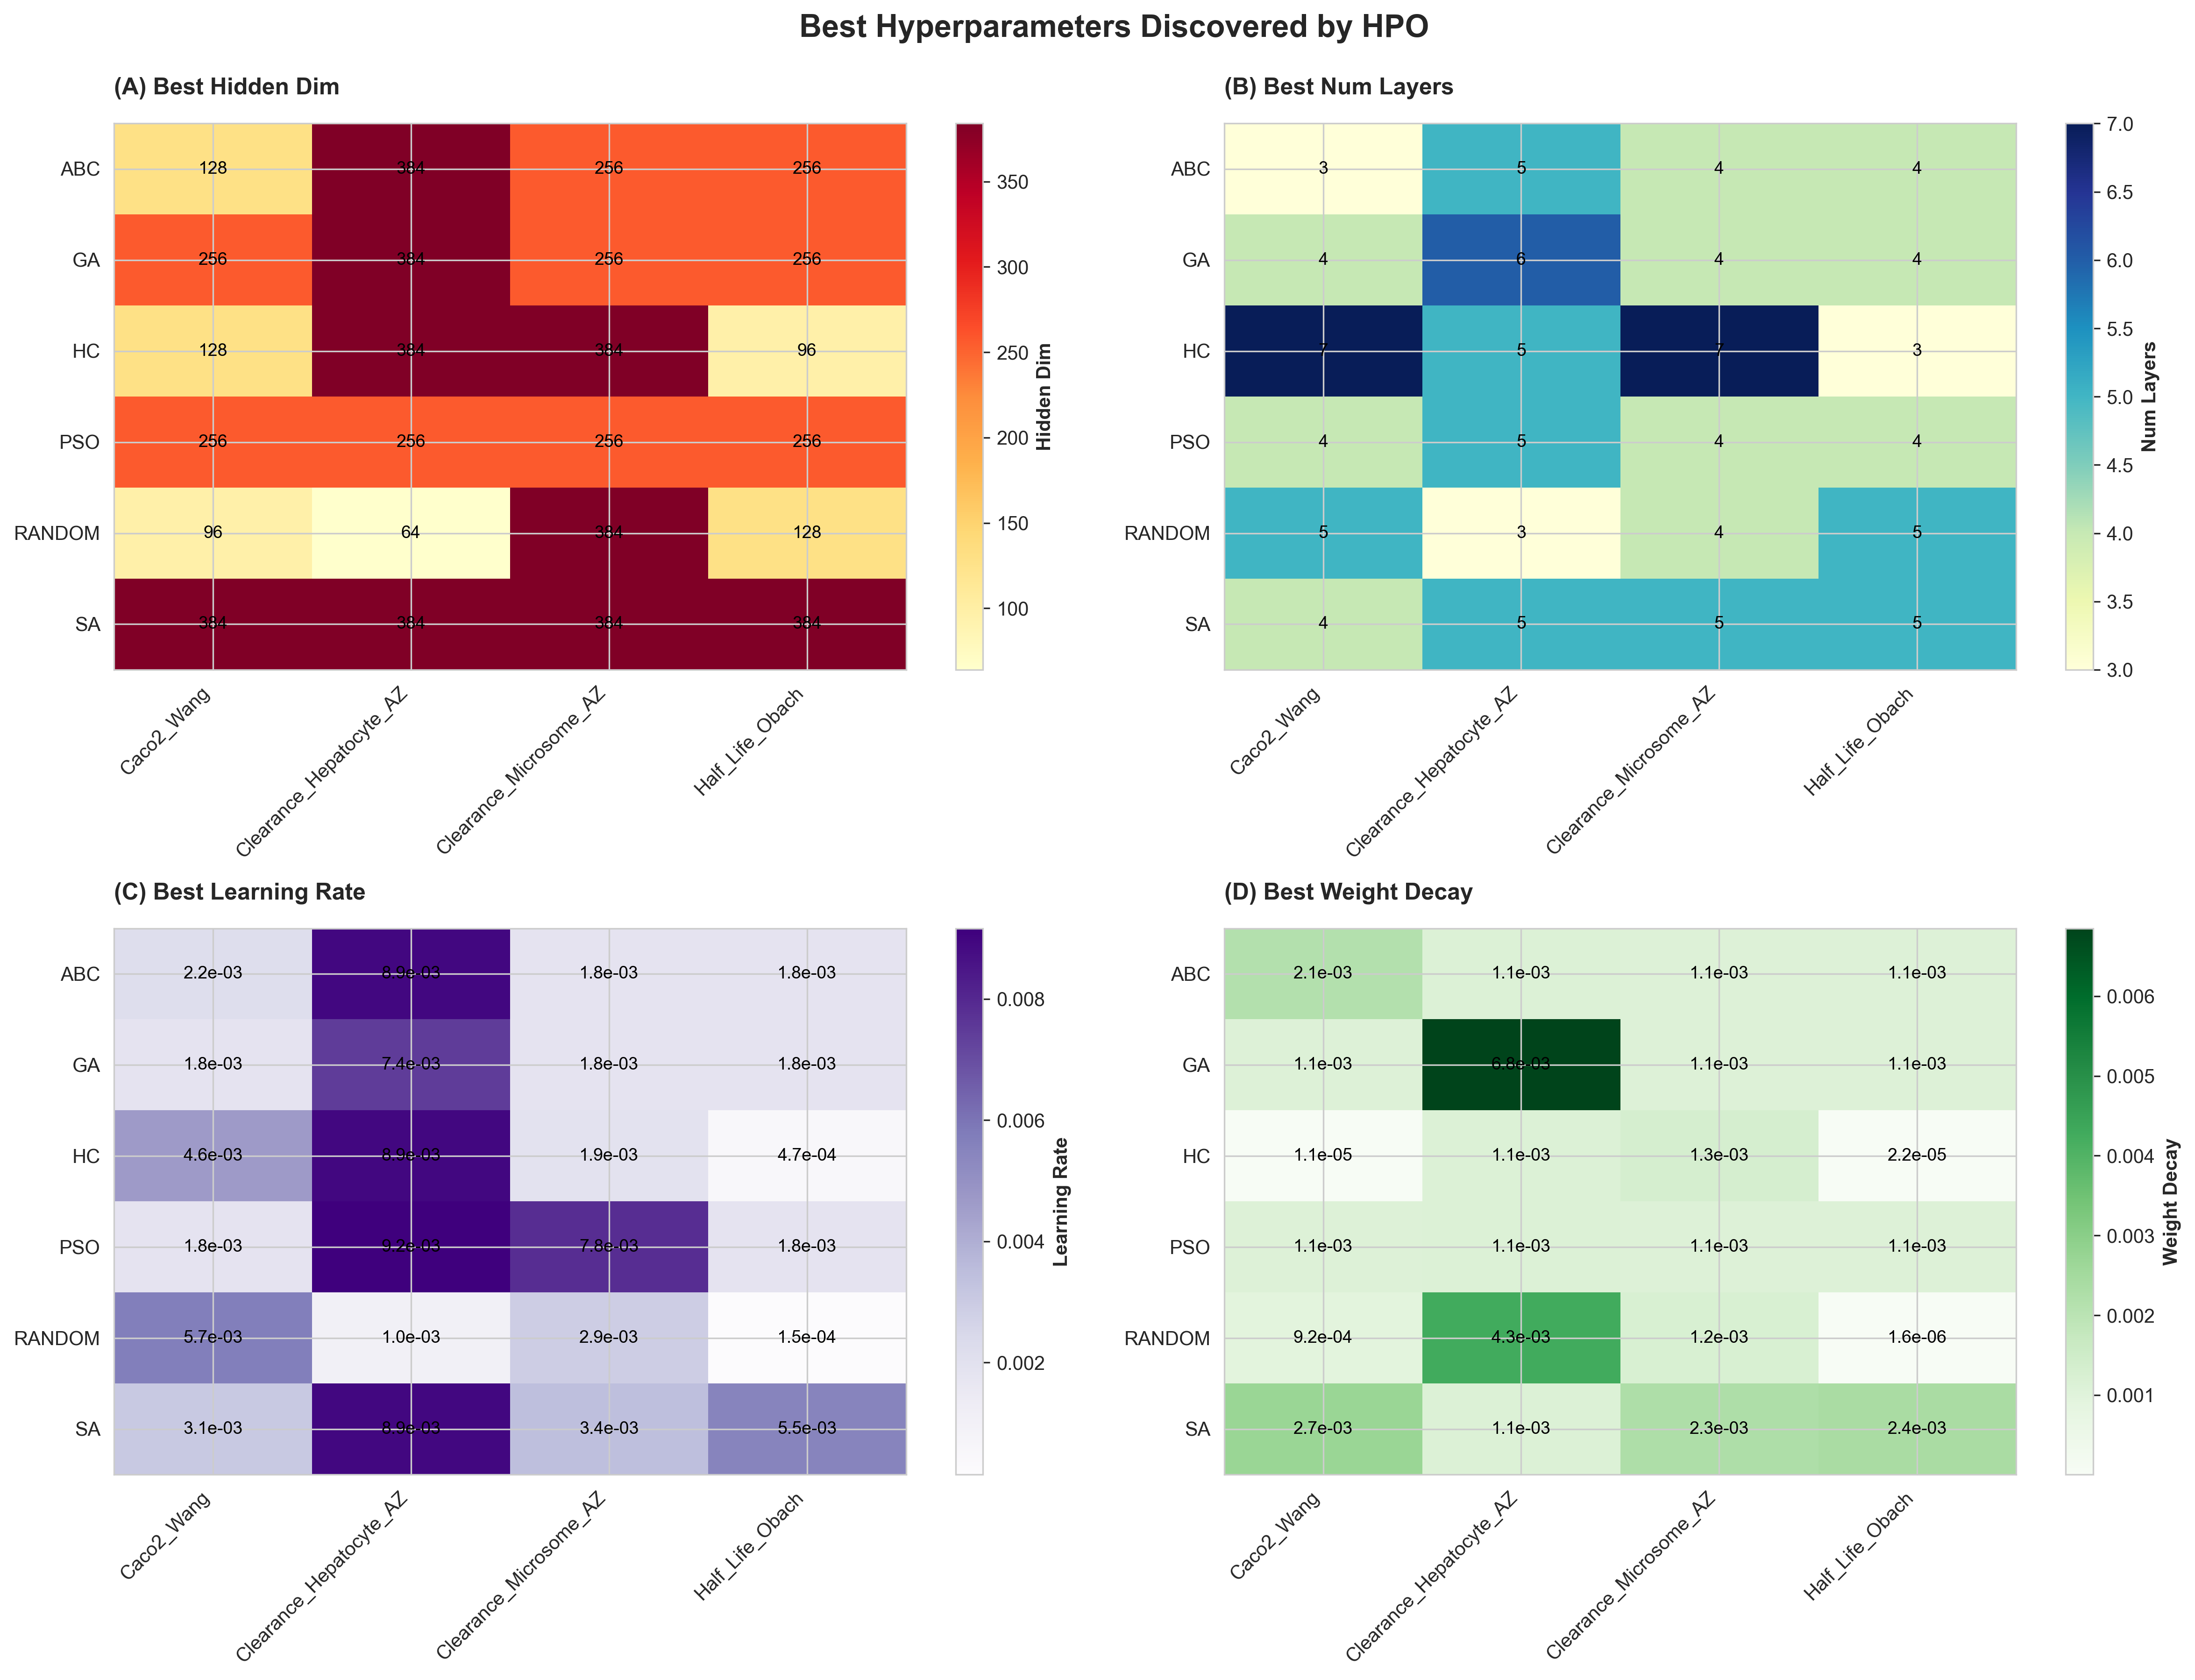 Best Hyperparameters Discovered by HPO
(A) Best Hidden Dim
ABC 128 384 256 256
GA 256 384 256 256
HC 128 384 384 96
PSO 256 256 256 256
RANDOM 96 64 384 128
SA 384 384 384 384
Caco2_Wang
Clearance_Hepatocyte_AZ
Clearance_Microsome_AZ
Half_Life_Obach
350
300
250
200
150
100
Hidden Dim
(B) Best Num Layers
ABC 3 5 4 4
GA 4 6 4 4
HC 7 5 7 3
PSO 4 5 4 4
RANDOM 5 3 4 5
SA 4 5 5 5
Caco2_Wang
Clearance_Hepatocyte_AZ
Clearance_Microsome_AZ
Half_Life_Obach
7.0
6.5
6.0
5.5
5.0
4.5
4.0
3.5
3.0
Num Layers
(C) Best Learning Rate
ABC 2.2e-03 8.9e-03 1.8e-03 1.8e-03
GA 1.8e-03 7.4e-03 1.8e-03 1.8e-03
HC 4.6e-03 8.9e-03 1.9e-03 4.7e-04
PSO 1.8e-03 9.2e-03 7.8e-03 1.8e-03
RANDOM 5.7e-03 1.0e-03 2.9e-03 1.5e-04
SA 3.1e-03 8.9e-03 3.4e-03 5.5e-03
Caco2_Wang
Clearance_Hepatocyte_AZ
Clearance_Microsome_AZ
Half_Life_Obach
0.008
0.006
0.004
0.002
Learning Rate
(D) Best Weight Decay
ABC 2.1e-03 1.1e-03 1.1e-03 1.1e-03
GA 1.1e-03 6.8e-03 1.1e-03 1.1e-03
HC 1.1e-05 1.1e-03 1.3e-03 2.2e-05
PSO 1.1e-03 1.1e-03 1.1e-03 1.1e-03
RANDOM 9.2e-04 4.3e-03 1.2e-03 1.6e-06
SA 2.7e-03 1.1e-03 2.3e-03 2.4e-03
Caco2_Wang
Clearance_Hepatocyte_AZ
Clearance_Microsome_AZ
Half_Life_Obach
0.006
0.005
0.004
0.003
0.002
0.001
Weight Decay